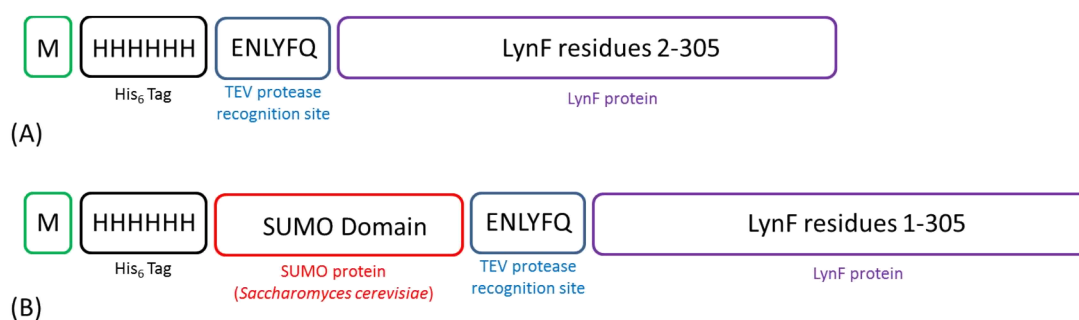 M HHHHHH ENLYFQ LynF residues 2-305
His₆ Tag TEV protease LynF protein
recognition site
(A)
M HHHHHH SUMO Domain ENLYFQ LynF residues 1-305
His₆ Tag SUMO protein TEV protease LynF protein
(Saccharomyces cerevisiae) recognition site
(B)